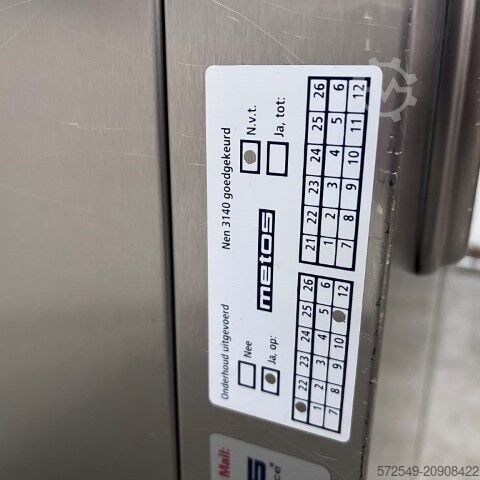 Onderhoud uitgevoerd
Nee
Ja, op:
22 23 24 25 26
1 2 3 4 5 6
7 8 9 10 12
metos
Nen 3140 goedgekeurd
N.v.t.
Ja, tot:
21 22 23 24 25 26
1 2 3 4 5 6
7 8 9 10 11 12
Mail:
572549-20908422